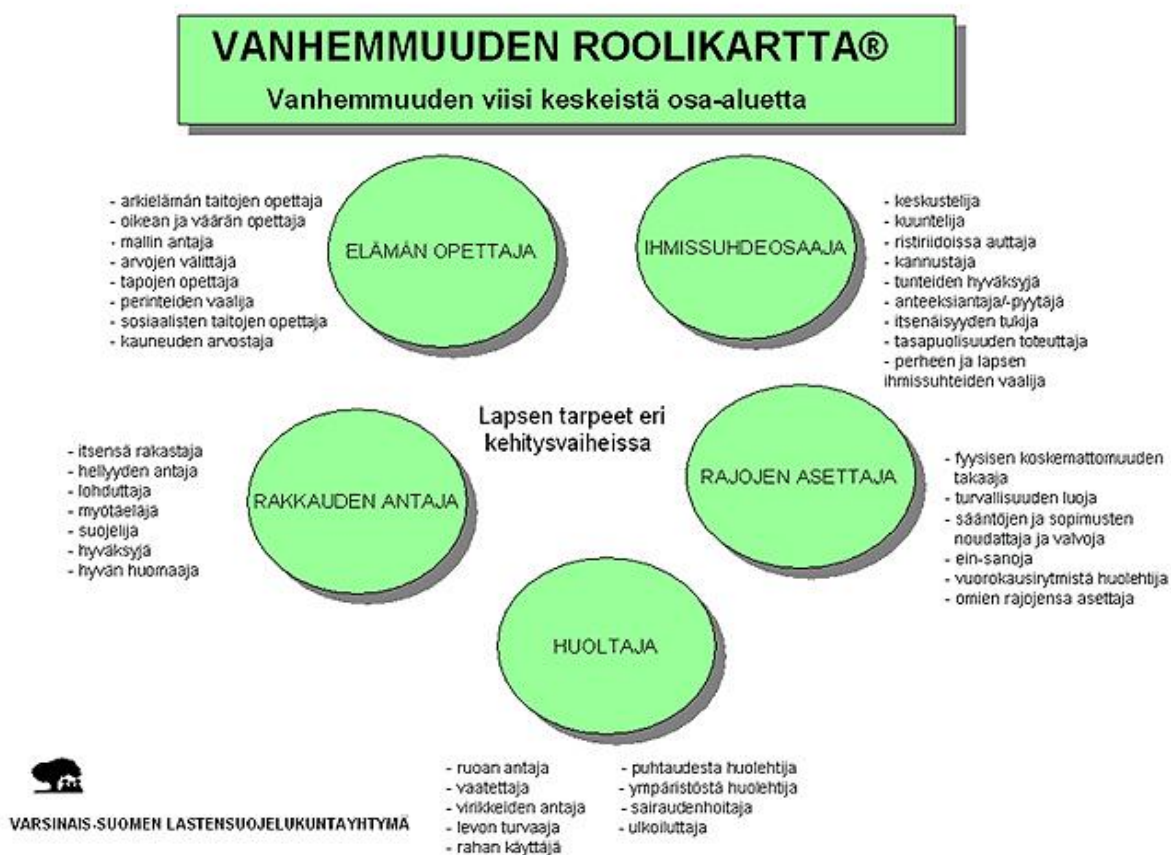 VANHEMMUUDEN ROOLIKARTTA®
Vanhemmuuden viisi keskeistä osa-aluetta
- arkielämän taitojen opettaja
- oikean ja väärän opettaja
- mallin antaja
- arvojen välittäjä
- tapojen opettaja
- perinteiden vaalija
- sosiaalisten taitojen opettaja
- kauneuden arvostaja
ELÄMÄN OPETTAJA
IHMISSUHDEOSAAJA
- keskustelija
- kuuntelija
- ristiriidoissa auttaja
- kannustaja
- tunteiden hyväksyjä
- anteeksiantaja/-pyytäjä
- itsenäisyyden tukija
- tasapuolisuuden toteuttaja
- perheen ja lapsen
ihmissuhteiden vaalija
Lapsen tarpeet eri
kehitysvaiheissa
- itsensä rakastaja
- hellyyden antaja
- lohduttaja
- myötäeläjä
- suojelija
- hyväksyjä
- hyvän huomaaja
RAKKAUDEN ANTAJA
RAJOJEN ASETTAJA
- fyysisen koskemattomuuden
takaaja
- turvallisuuden luoja
- sääntöjen ja sopimusten
noudattaja ja valvoja
- ein-sanoja
- vuorokausirytmistä huolehtija
- omien rajojensa asettaja
HUOLTAJA
- ruoan antaja
- vaatettaja
- virikkeiden antaja
- levon turvaaja
- rahan käyttäjä
- puhtaudesta huolehtija
- ympäristöstä huolehtija
- sairaudenhoitaja
- ulkoiluttaja
VARSINAIS-SUOMEN LASTENSUOJELUKUNTAYHTYMÄ